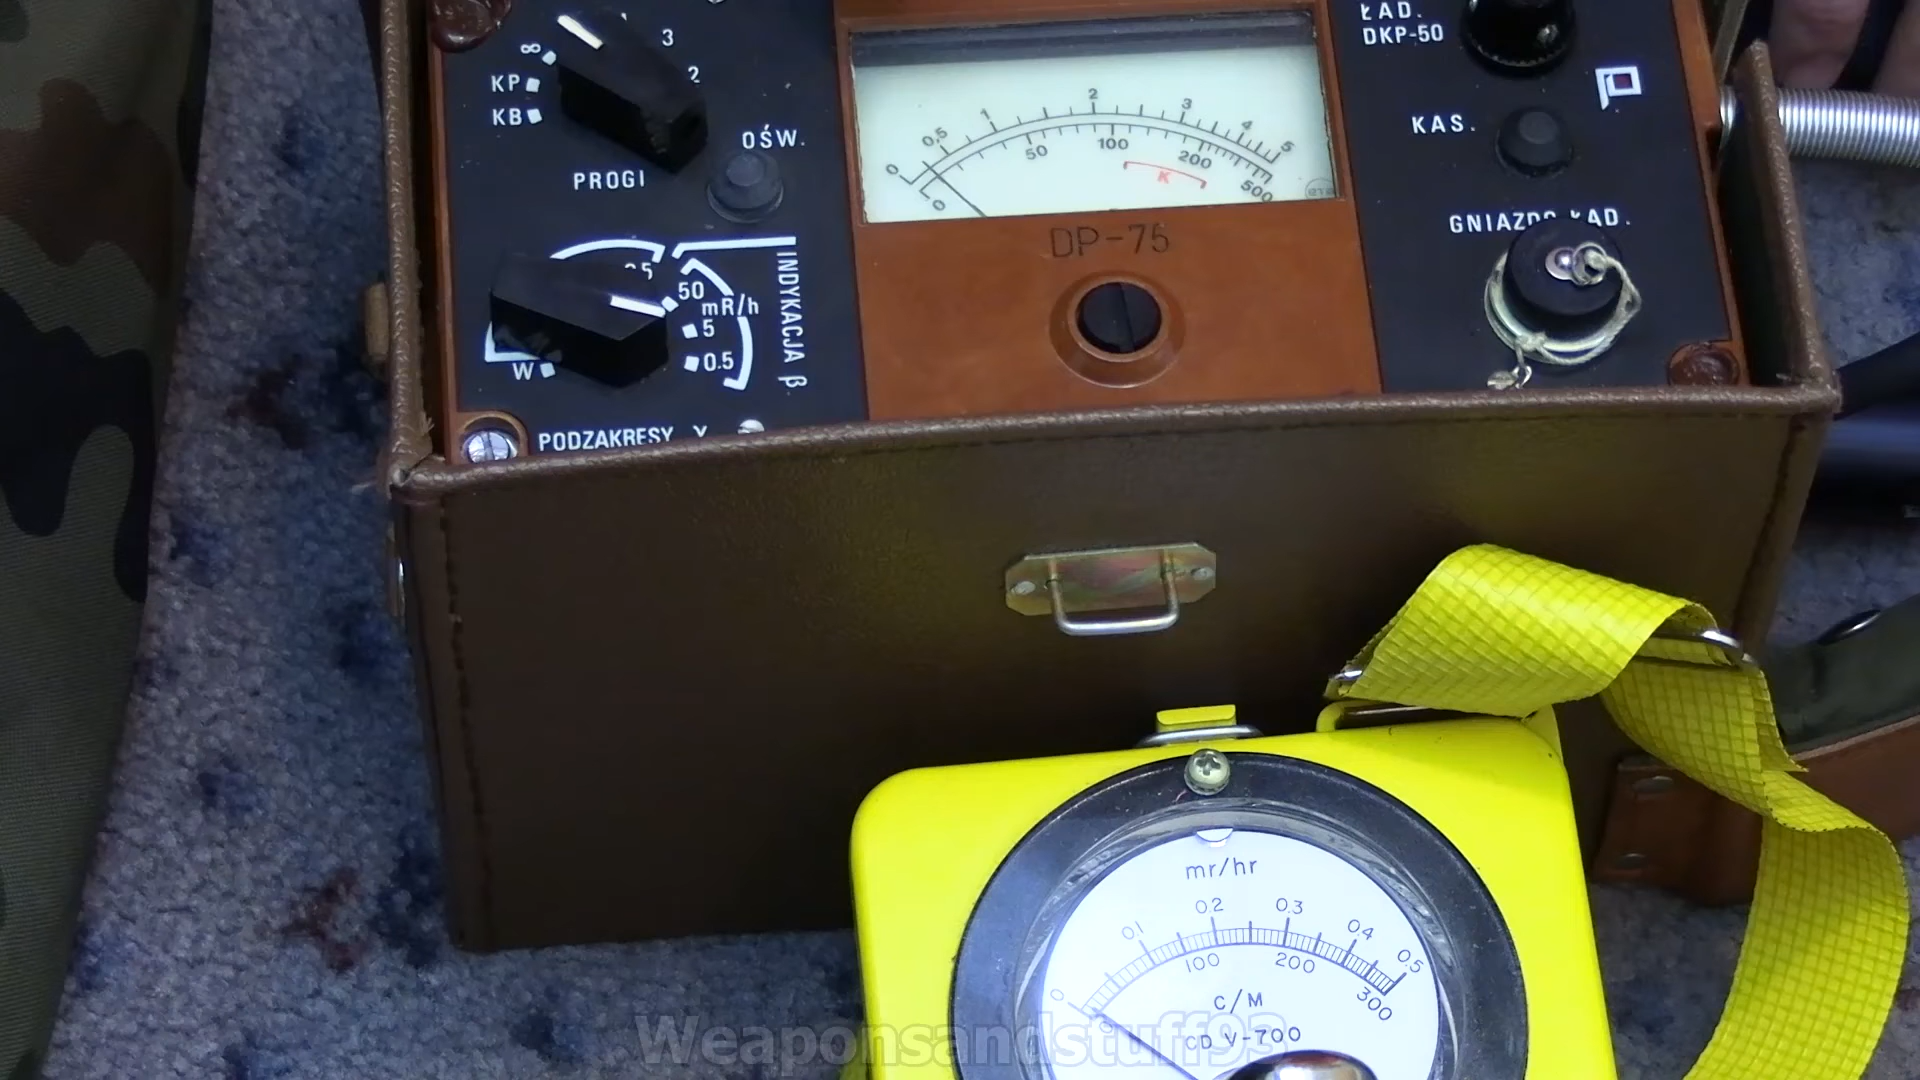 ∞
3
KP
2
KB
OŚW.
PROGI
50
mR/h
5
0.5
W
INDYKACJA β
PODZAKRESY
0 0.5 1 2 3 4 5
0 50 100 200 500
K
DP-75
ŁAD.
DKP-50
KAS.
GNIAZDO ŁAD.
mr/hr
0 0.1 0.2 0.3 0.4 0.5
0 100 200 300
C/M
CD V-700
Weaponsandstuff93